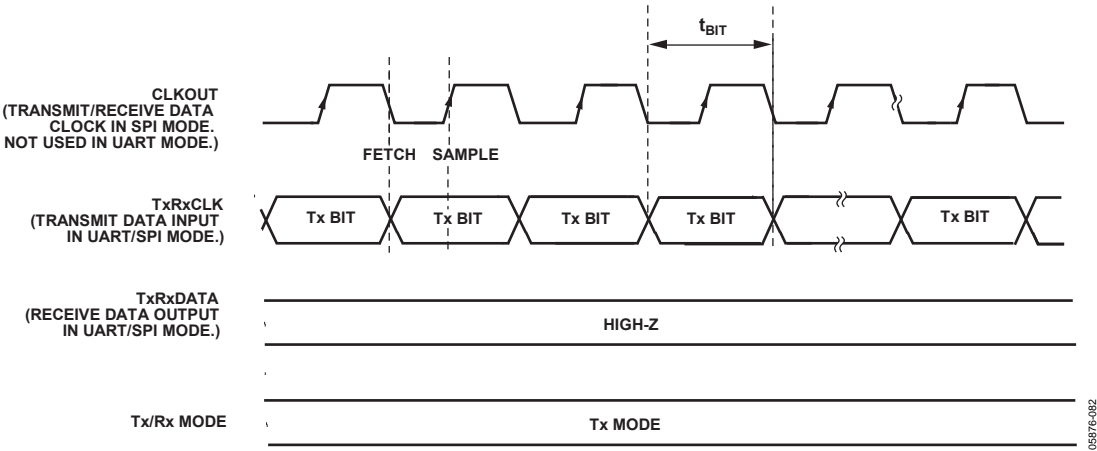 tBIT
CLKOUT
(TRANSMIT/RECEIVE DATA
CLOCK IN SPI MODE.
NOT USED IN UART MODE.)
FETCH SAMPLE
TxRxCLK
(TRANSMIT DATA INPUT
IN UART/SPI MODE.)
Tx BIT Tx BIT Tx BIT Tx BIT Tx BIT
TxRxDATA
(RECEIVE DATA OUTPUT
IN UART/SPI MODE.)
HIGH-Z
Tx/Rx MODE
Tx MODE
05876-082